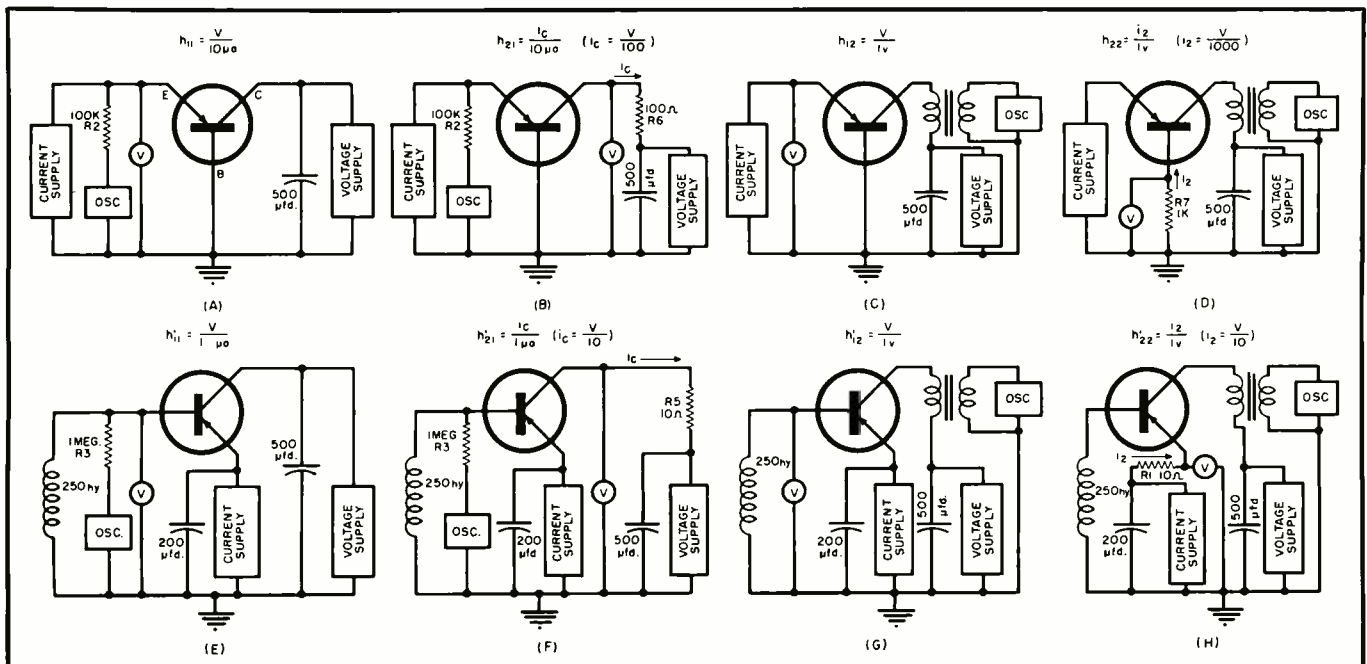 h11 = V / 10μa
E
C
B
100K
R2
V
OSC
CURRENT SUPPLY
500
μfd.
VOLTAGE SUPPLY
(A)
h21 = ic / 10μa (ic = V / 100)
ic
100K
R2
V
100Ω
R6
OSC
CURRENT SUPPLY
500
μfd
VOLTAGE SUPPLY
(B)
h12 = V / 1v
V
OSC
CURRENT SUPPLY
500
μfd
VOLTAGE SUPPLY
(C)
h22 = i2 / 1v (i2 = V / 1000)
OSC
i2
V
R7
1K
CURRENT SUPPLY
500
μfd
VOLTAGE SUPPLY
(D)
h'11 = V / 1 μa
1MEG.
R3
250hy
V
OSC.
200
μfd.
CURRENT SUPPLY
500
μfd.
VOLTAGE SUPPLY
(E)
h'21 = ic / 1μa (ic = V / 10)
ic
R5
10Ω
1MEG
R3
250hy
V
OSC.
200
μfd.
CURRENT SUPPLY
500
μfd.
VOLTAGE SUPPLY
(F)
h'12 = V / 1v
OSC
250hy
V
200
μfd.
CURRENT SUPPLY
500
μfd.
VOLTAGE SUPPLY
(G)
h'22 = i2 / 1v (i2 = V / 10)
OSC
i2
R1 10Ω
V
250hy
200
μfd.
CURRENT SUPPLY
500
μfd
VOLTAGE SUPPLY
(H)